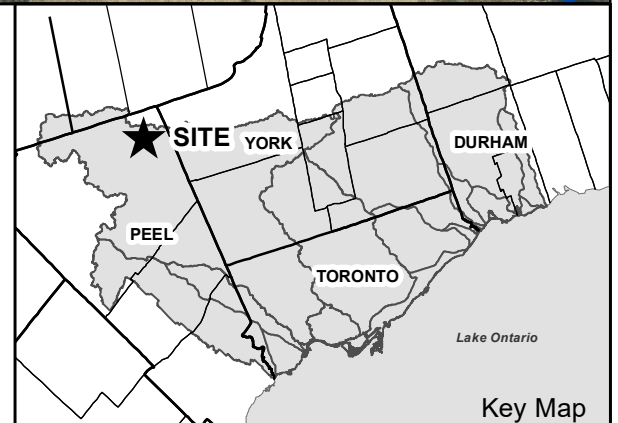 SITE
YORK
DURHAM
PEEL
TORONTO
Lake Ontario
Key Map